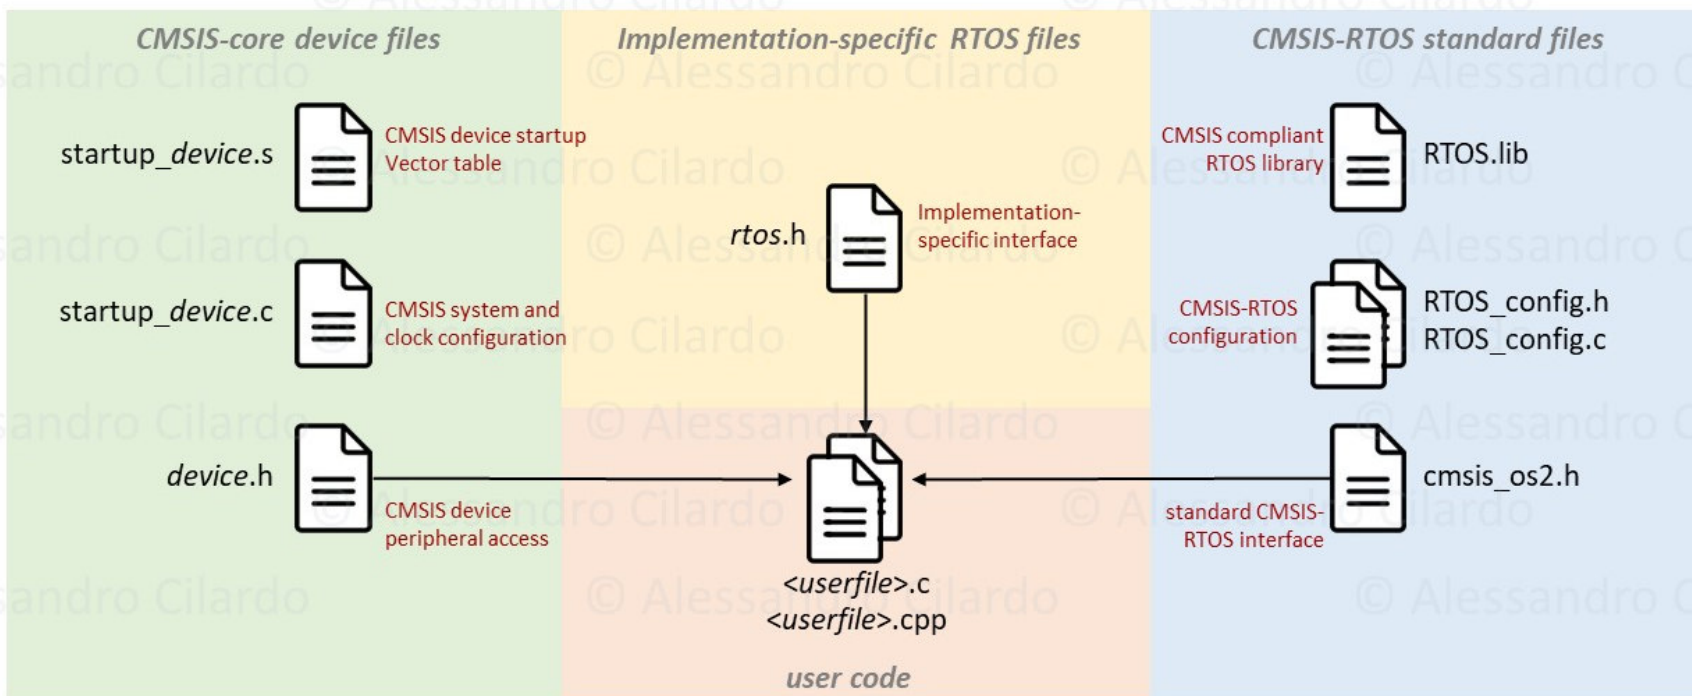 CMSIS-core device files
Implementation-specific RTOS files
CMSIS-RTOS standard files
startup_device.s
CMSIS device startup
Vector table
CMSIS compliant
RTOS library
RTOS.lib
rtos.h
Implementation-
specific interface
startup_device.c
CMSIS system and
clock configuration
CMSIS-RTOS
configuration
RTOS_config.h
RTOS_config.c
device.h
CMSIS device
peripheral access
standard CMSIS-
RTOS interface
cmsis_os2.h
<userfile>.c
<userfile>.cpp
user code
© Alessandro Cilardo